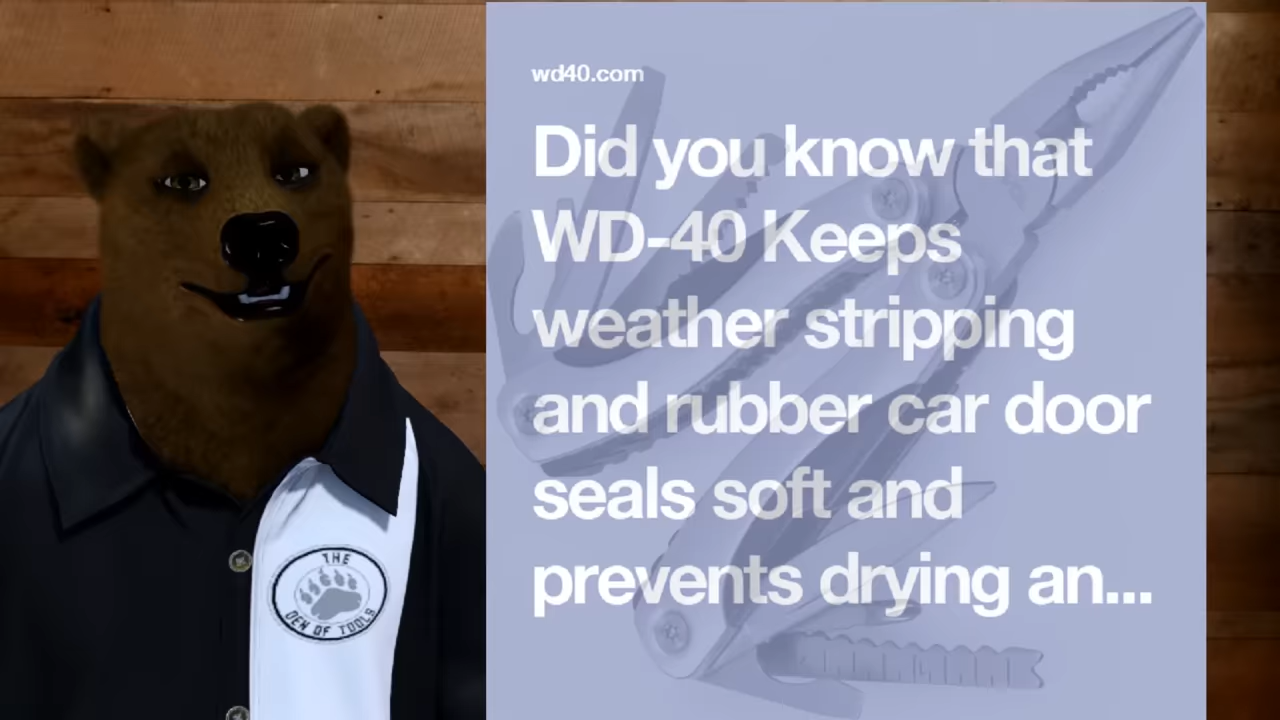 wd40.com
Did you know that
WD-40 Keeps
weather stripping
and rubber car door
seals soft and
prevents drying an...
THE
DEN OF TOOLS